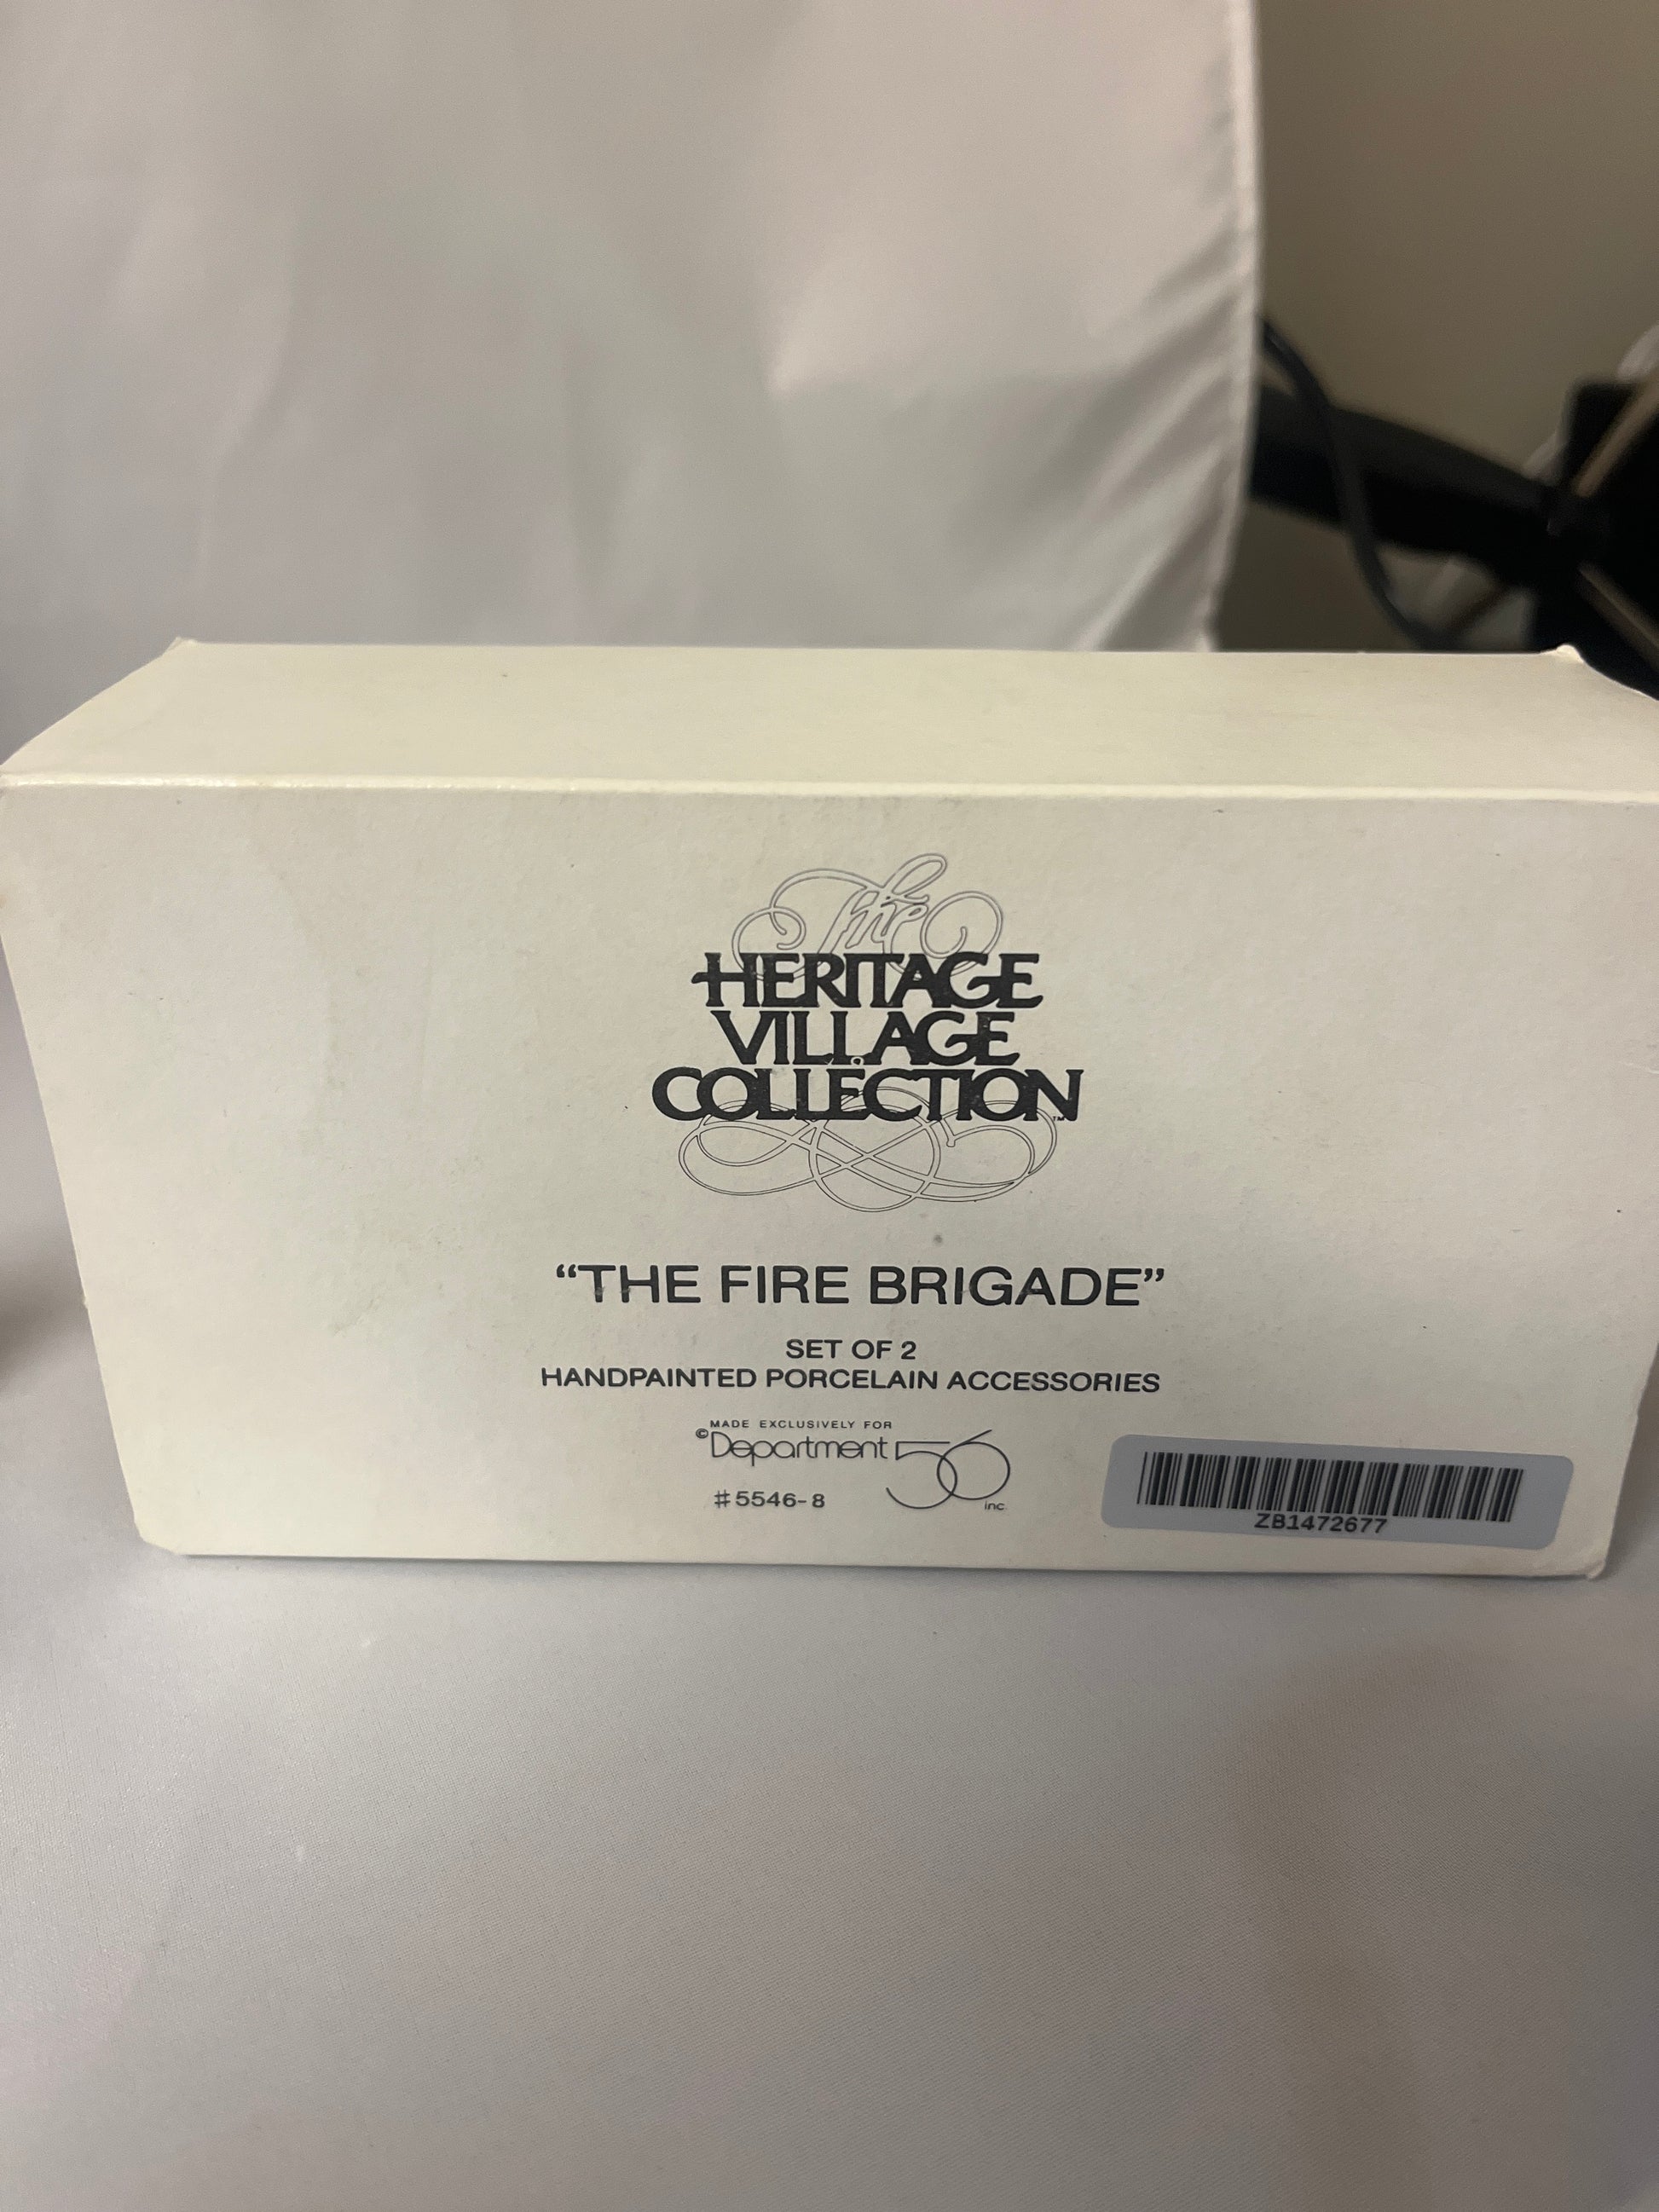 The
HERITAGE
VILLAGE
COLLECTION™
“THE FIRE BRIGADE”
SET OF 2
HANDPAINTED PORCELAIN ACCESSORIES
MADE EXCLUSIVELY FOR
©Department 56 inc.
#5546-8
ZB1472677